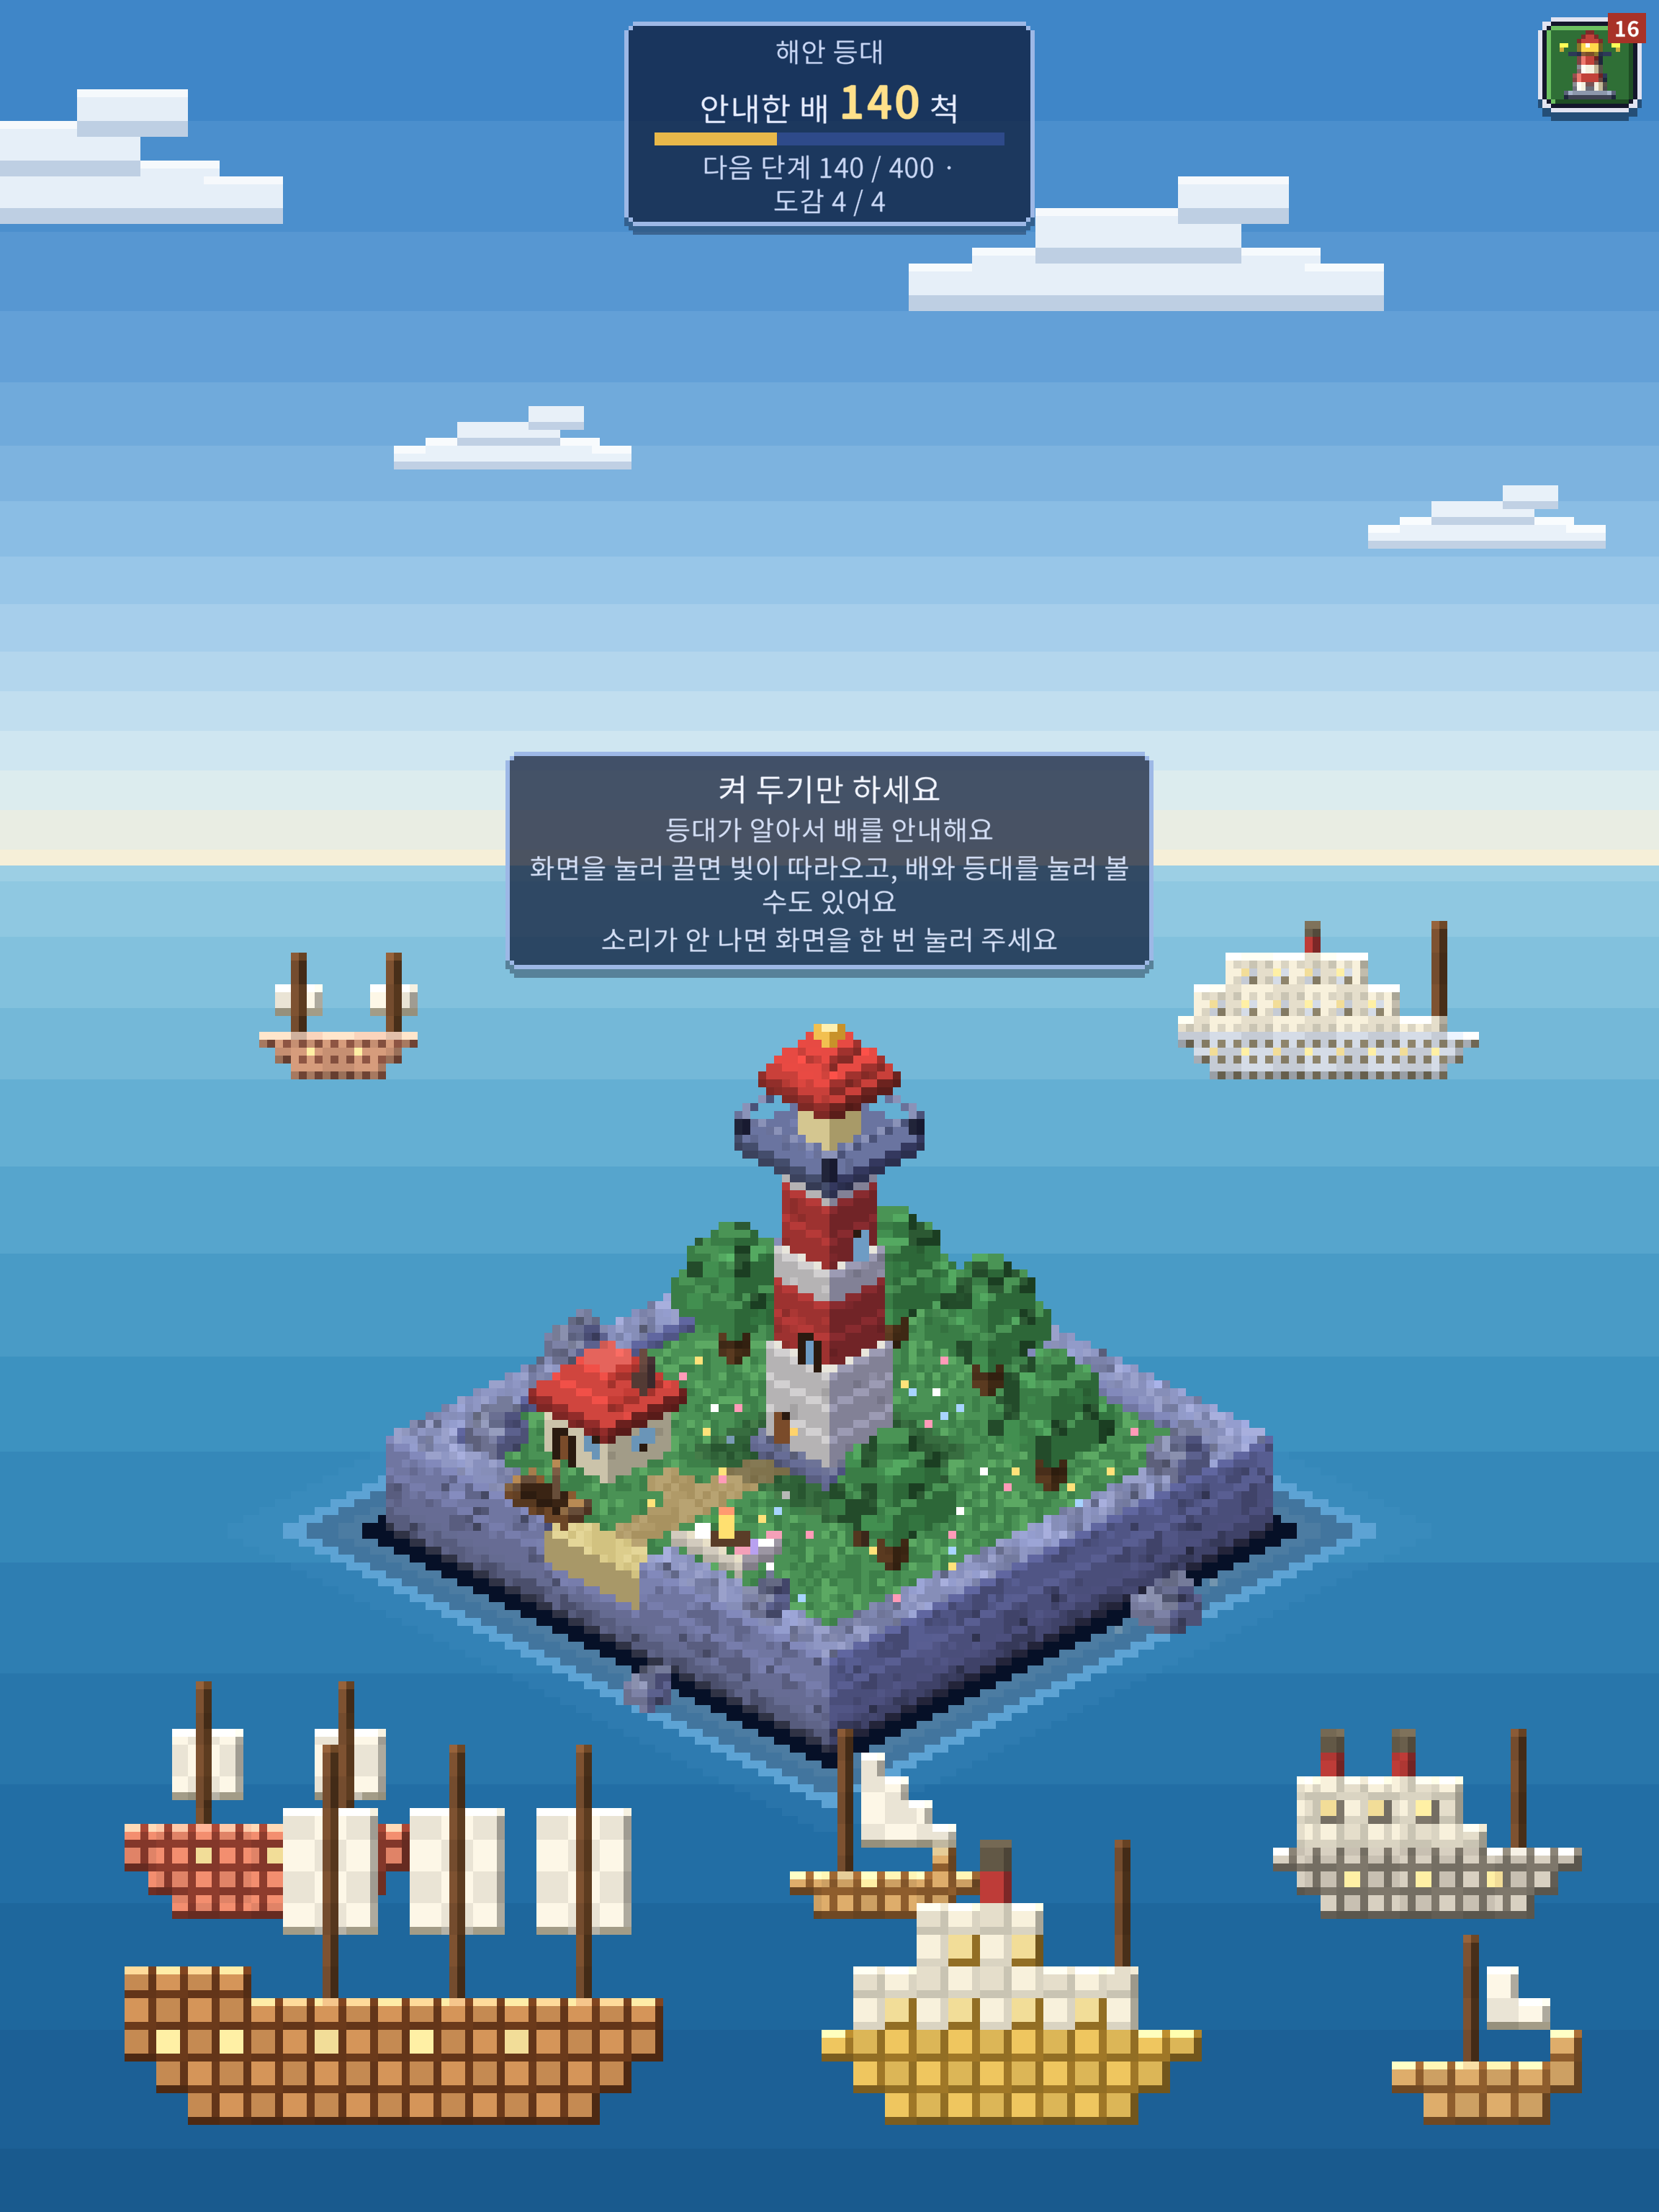 해안 등대
16
안내한 배 140 척
다음 단계 140 / 400 ·
도감 4 / 4
켜 두기만 하세요
등대가 알아서 배를 안내해요
화면을 눌러 끌면 빛이 따라오고, 배와 등대를 눌러 볼
수도 있어요
소리가 안 나면 화면을 한 번 눌러 주세요